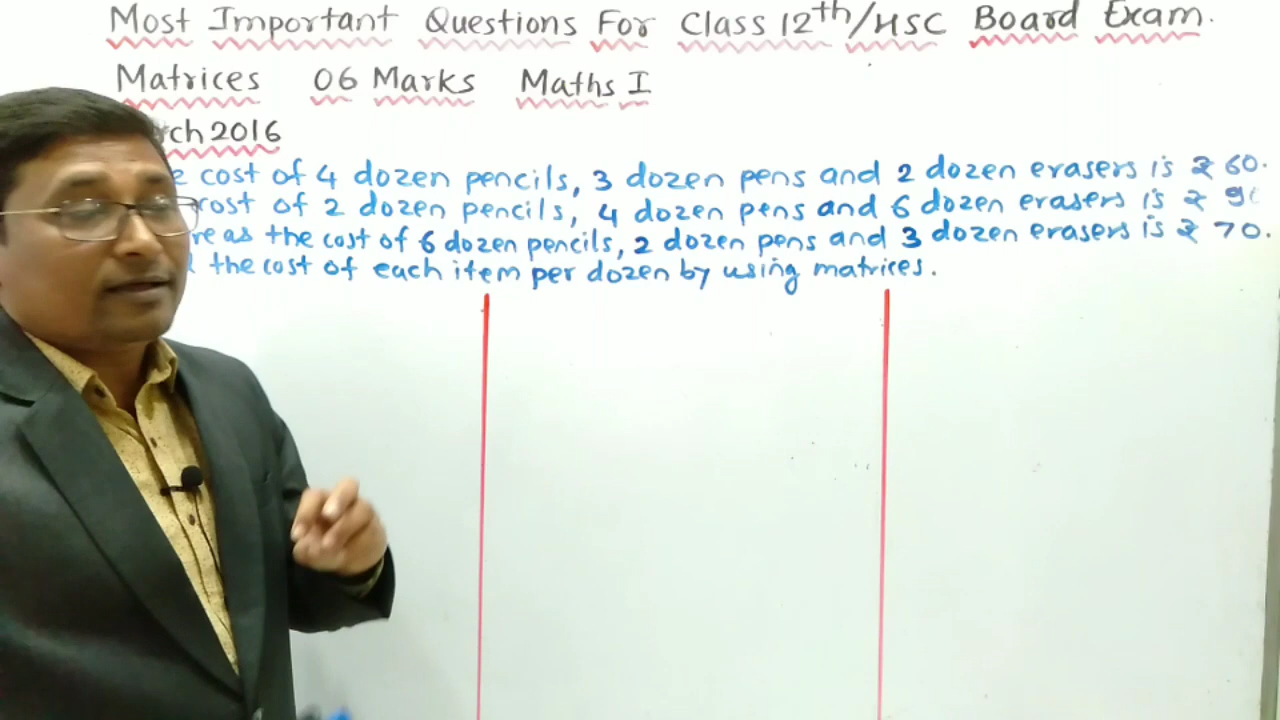 Most Important Questions For Class 12th/HSC Board Exam.
Matrices 06 Marks Maths I
rch 2016
cost of 4 dozen pencils, 3 dozen pens and 2 dozen erasers is ₹ 60.
cost of 2 dozen pencils, 4 dozen pens and 6 dozen erasers is ₹ 90
re as the cost of 6 dozen pencils, 2 dozen pens and 3 dozen erasers is ₹ 70.
the cost of each item per dozen by using matrices.